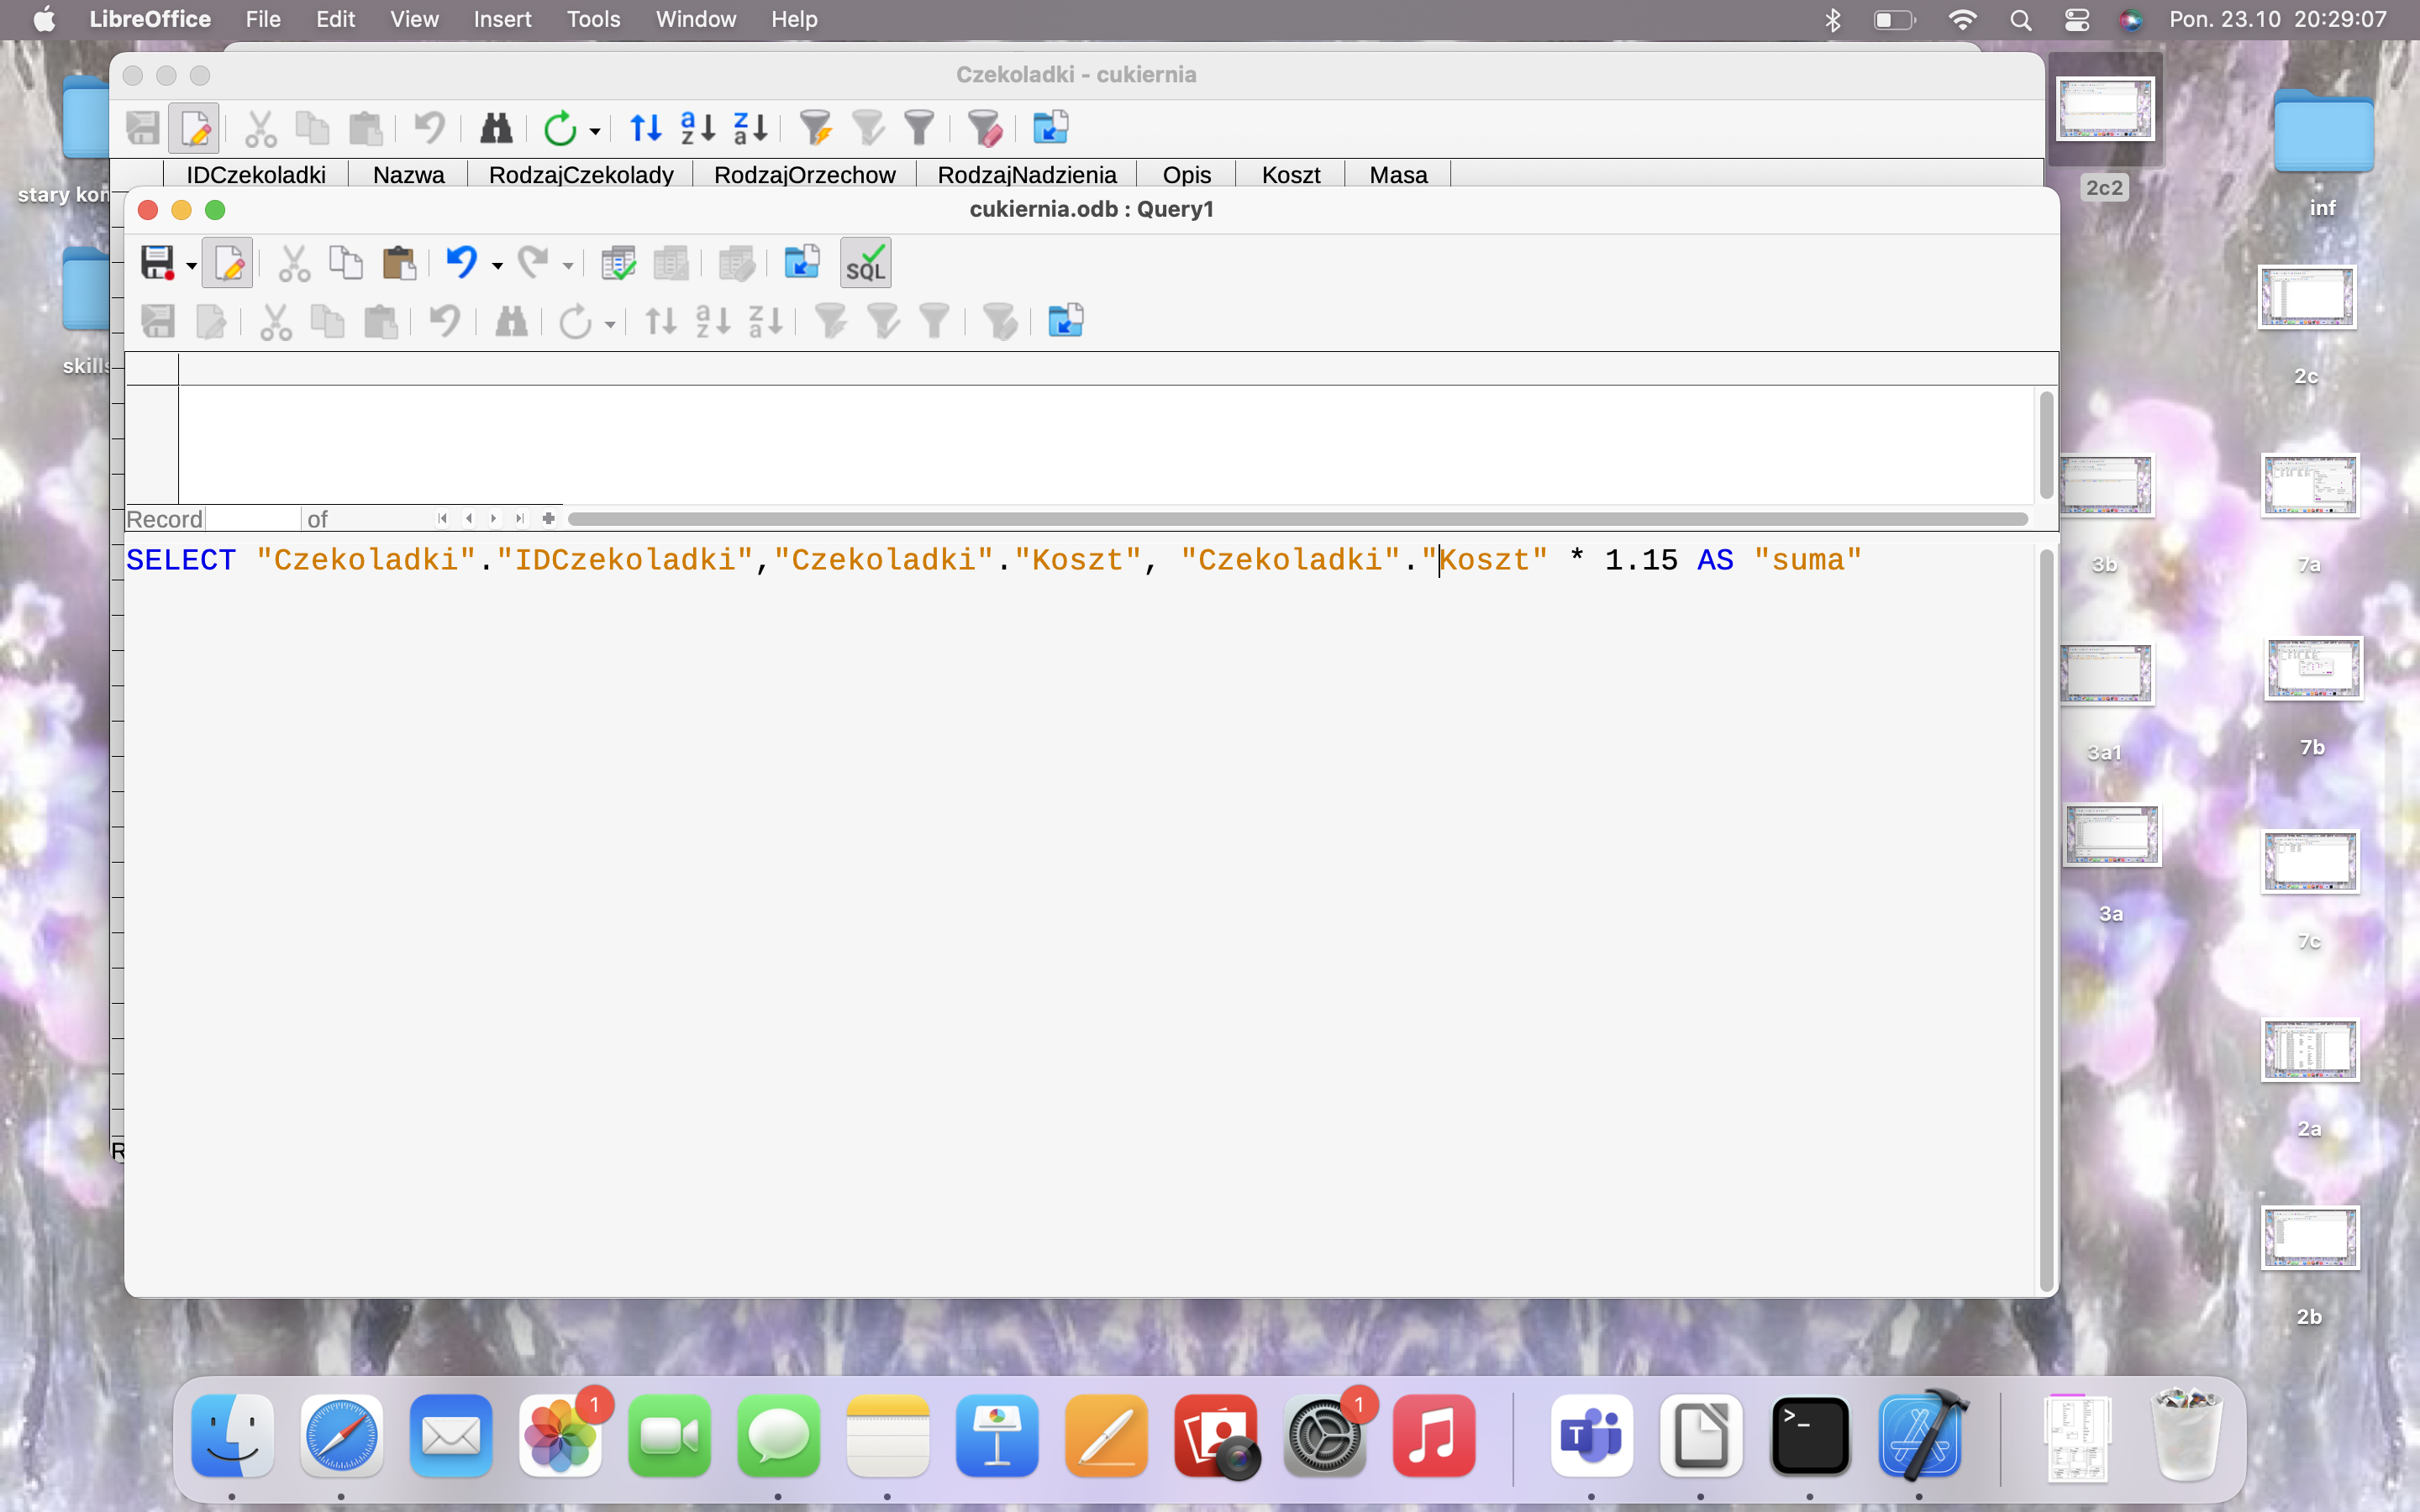 LibreOffice File Edit View Insert Tools Window Help Pon. 23.10 20:29:07
Czekoladki - cukiernia
IDCzekoladki Nazwa RodzajCzekolady RodzajOrzechow RodzajNadzienia Opis Koszt Masa
cukiernia.odb : Query1
SQL
Record of
SELECT "Czekoladki"."IDCzekoladki","Czekoladki"."Koszt", "Czekoladki"."Koszt" * 1.15 AS "suma"
R
stary kon
skills
2c2
inf
2c
3b
7a
3a1
7b
3a
7c
2a
2b
1
1
T
>_